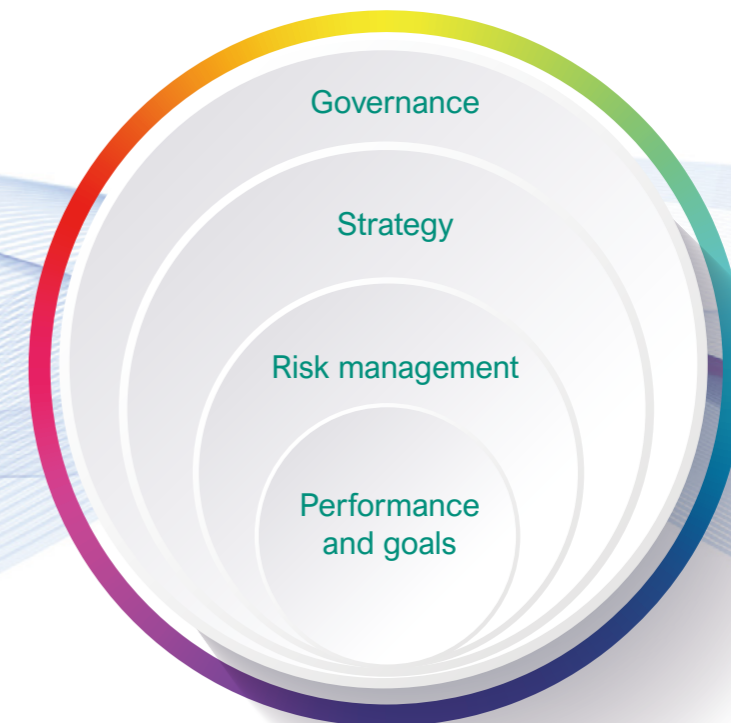 Governance
Strategy
Risk management
Performance
and goals